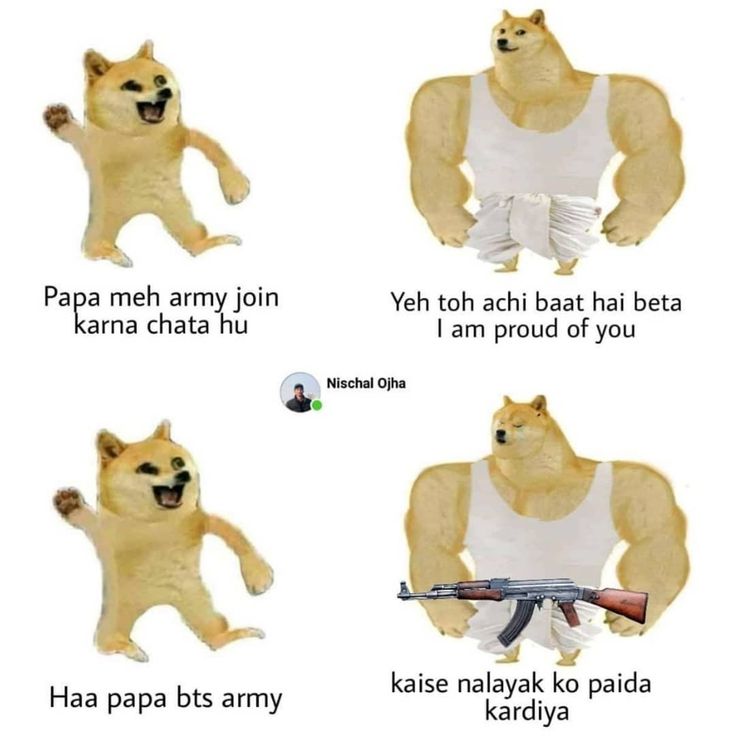 Papa meh army join
karna chata hu
Yeh toh achi baat hai beta
I am proud of you
Nischal Ojha
Haa papa bts army
kaise nalayak ko paida
kardiya